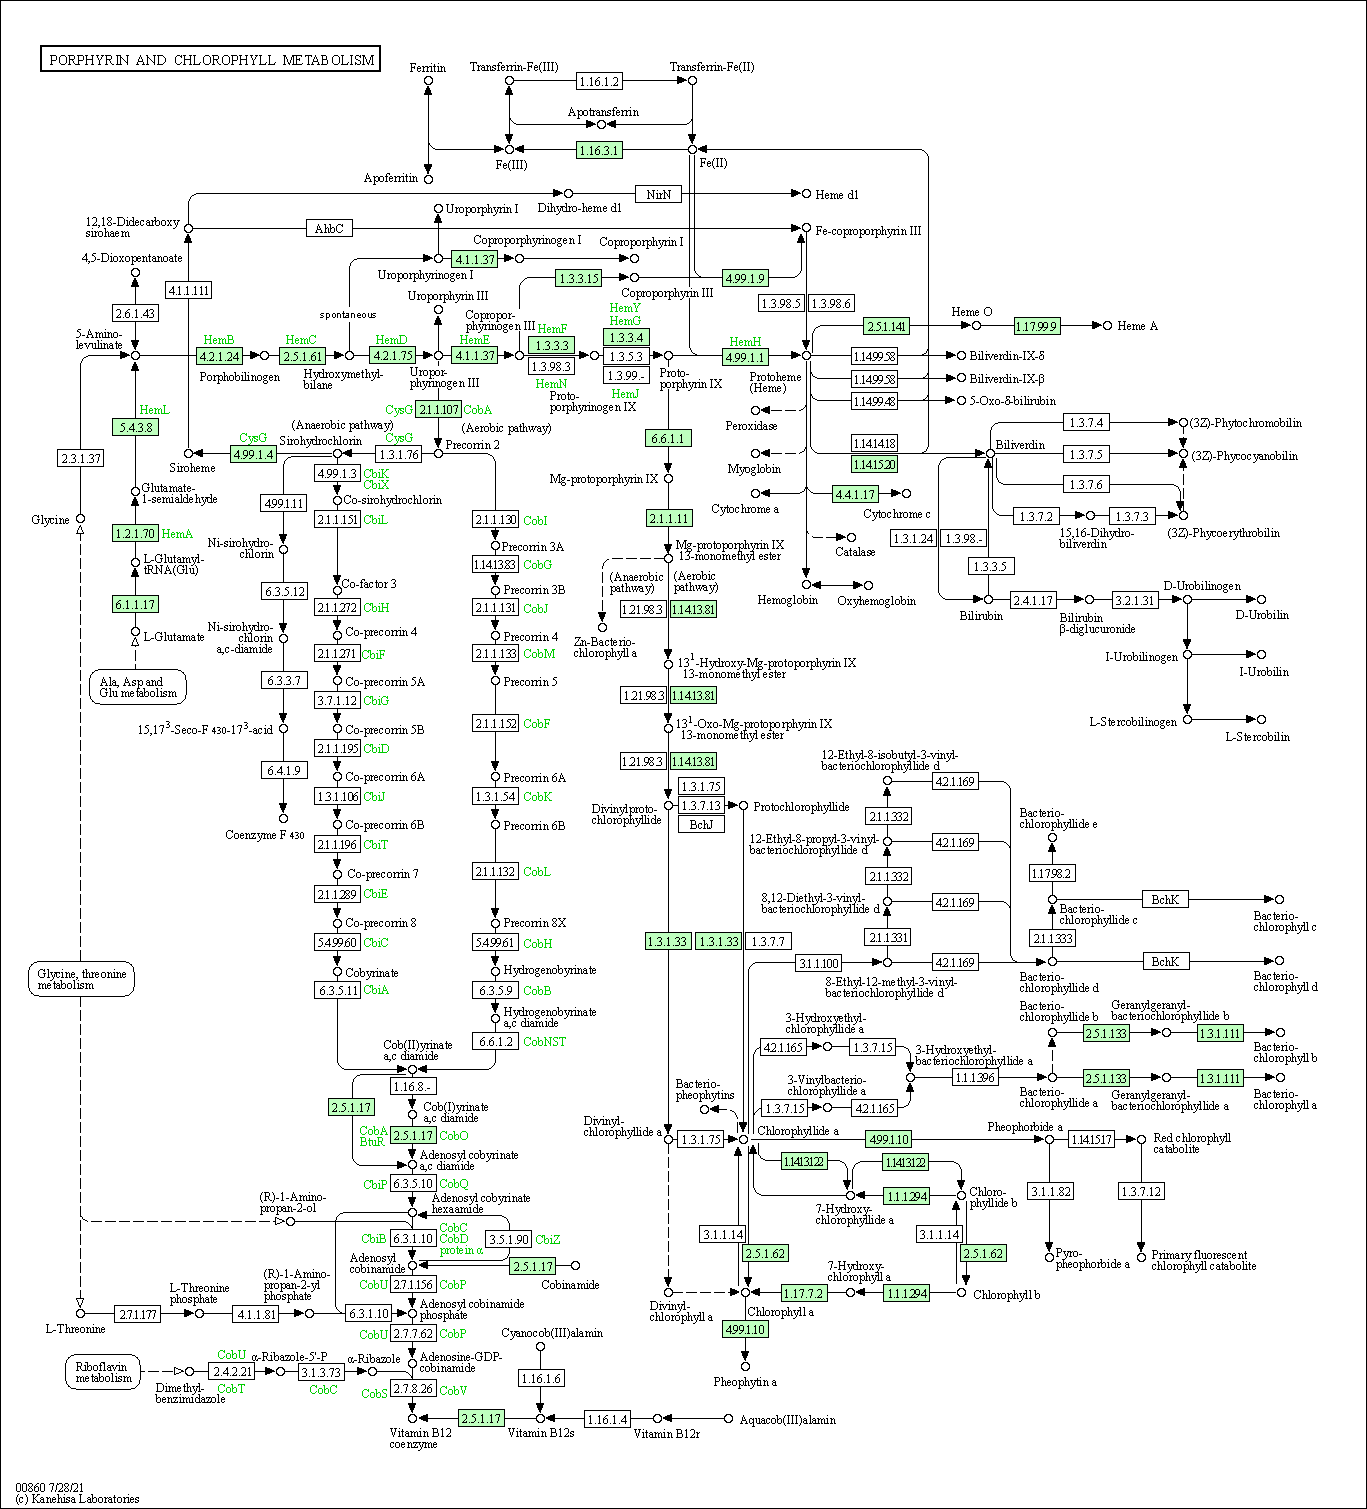 PORPHYRIN AND CHLOROPHYLL METABOLISM
Ferritin
Transferrin-Fe(III)
1.16.1.2
Transferrin-Fe(II)
Apotransferrin
1.16.3.1
Fe(III)
Fe(II)
Apoferritin
NirN
Heme d1
Dihydro-heme d1
Uroporphyrin I
12,18-Didecarboxy
sirohaem
AhbC
Fe-coproporphyrin III
Coproporphyrinogen I
Coproporphyrin I
4,5-Dioxopentanoate
4.1.1.37
Uroporphyrinogen I
1.3.3.15
4.99.1.9
4.1.1.111
Coproporphyrin III
Uroporphyrin III
1.3.98.5
1.3.98.6
2.6.1.43
spontaneous
Copropor-
phyrinogen III
HemY
HemG
Heme O
5-Amino-
levulinate
HemB
HemC
HemD
HemE
HemF
1.3.3.3
1.3.3.4
HemH
2.5.1.141
1.17.99.9
Heme A
4.2.1.24
2.5.1.61
4.2.1.75
4.1.1.37
1.3.98.3
1.3.5.3
1.3.99.-
4.99.1.1
1.14.99.58
Biliverdin-IX-δ
Porphobilinogen
Hydroxymethyl-
bilane
Uropor-
phyrinogen III
HemN
HemJ
Proto-
porphyrinogen IX
Proto-
porphyrin IX
Protoheme
(Heme)
1.14.99.58
Biliverdin-IX-β
1.14.99.48
5-Oxo-δ-bilirubin
HemL
5.4.3.8
CysG
2.1.1.107
CobA
Peroxidase
(Anaerobic pathway)
(Aerobic pathway)
CysG
Sirohydrochlorin
CysG
Precorrin 2
6.6.1.1
1.14.14.18
1.3.7.4
(3Z)-Phytochromobilin
2.3.1.37
4.99.1.4
1.3.1.76
Biliverdin
1.3.7.5
(3Z)-Phycocyanobilin
Siroheme
Myoglobin
1.14.15.20
4.99.1.3
CbiK
CbiX
Mg-protoporphyrin IX
1.3.7.6
Glutamate-
1-semialdehyde
4.99.1.11
Co-sirohydrochlorin
4.4.1.17
Cytochrome a
Cytochrome c
Glycine
2.1.1.151
CbiL
2.1.1.130
CobI
2.1.1.11
1.3.7.2
1.3.7.3
1.2.1.70
HemA
15,16-Dihydro-
biliverdin
(3Z)-Phycoerythrobilin
Ni-sirohydro-
chlorin
Precorrin 3A
Mg-protoporphyrin IX
13-monomethyl ester
1.3.1.24
1.3.98.-
Catalase
L-Glutamyl-
tRNA(Glu)
1.14.13.83
CobG
1.3.3.5
Co-factor 3
(Anaerobic
pathway)
(Aerobic
pathway)
6.3.5.12
Precorrin 3B
Hemoglobin
Oxyhemoglobin
D-Urobilinogen
6.1.1.17
2.1.1.272
CbiH
2.1.1.131
CobJ
1.21.98.3
1.14.13.81
Bilirubin
2.4.1.17
Bilirubin
β-diglucuronide
3.2.1.31
D-Urobilin
L-Glutamate
Ni-sirohydro-
chlorin
a,c-diamide
Co-precorrin 4
Precorrin 4
Zn-Bacterio-
chlorophyll a
2.1.1.271
CbiF
2.1.1.133
CobM
13¹-Hydroxy-Mg-protoporphyrin IX
13-monomethyl ester
I-Urobilinogen
I-Urobilin
Ala, Asp and
Glu metabolism
6.3.3.7
Co-precorrin 5A
Precorrin 5
3.7.1.12
CbiG
1.21.98.3
1.14.13.81
15,17³-Seco-F 430-17³-acid
Co-precorrin 5B
2.1.1.152
CobF
13¹-Oxo-Mg-protoporphyrin IX
13-monomethyl ester
L-Stercobilinogen
L-Stercobilin
2.1.1.195
CbiD
6.4.1.9
Co-precorrin 6A
Precorrin 6A
1.21.98.3
1.14.13.81
12-Ethyl-8-isobutyl-3-vinyl-
bacteriochlorophyllide d
4.2.1.169
1.3.1.106
CbiJ
1.3.1.54
CobK
Divinylproto-
chlorophyllide
1.3.1.75
1.3.7.13
BchJ
Protochlorophyllide
Coenzyme F 430
Co-precorrin 6B
Precorrin 6B
2.1.1.332
Bacterio-
chlorophyllide e
2.1.1.196
CbiT
12-Ethyl-8-propyl-3-vinyl-
bacteriochlorophyllide d
4.2.1.169
Co-precorrin 7
2.1.1.132
CobL
2.1.1.332
1.17.98.2
2.1.1.289
CbiE
8,12-Diethyl-3-vinyl-
bacteriochlorophyllide d
4.2.1.169
BchK
Bacterio-
chlorophyllide c
Bacterio-
chlorophyll c
Co-precorrin 8
Precorrin 8X
5.4.99.60
CbiC
5.4.99.61
CobH
1.3.1.33
1.3.1.33
1.3.7.7
2.1.1.331
2.1.1.333
Glycine, threonine
metabolism
Cobyrinate
Hydrogenobyrinate
3.1.1.100
4.2.1.169
BchK
6.3.5.11
CbiA
6.3.5.9
CobB
8-Ethyl-12-methyl-3-vinyl-
bacteriochlorophyllide d
Bacterio-
chlorophyllide d
Bacterio-
chlorophyll d
Hydrogenobyrinate
a,c diamide
3-Hydroxyethyl-
chlorophyllide a
Bacterio-
chlorophyllide b
Geranylgeranyl-
bacteriochlorophyllide b
Cob(II)yrinate
a,c diamide
6.6.1.2
CobNST
4.2.1.165
1.3.7.15
3-Hydroxyethyl-
bacteriochlorophyllide a
2.5.1.133
1.3.1.111
Bacterio-
chlorophyll b
1.16.8.-
Bacterio-
pheophytins
3-Vinylbacterio-
chlorophyllide a
1.1.1.396
2.5.1.133
1.3.1.111
2.5.1.17
Cob(I)yrinate
a,c diamide
1.3.7.15
4.2.1.165
Bacterio-
chlorophyllide a
Geranylgeranyl-
bacteriochlorophyllide a
Bacterio-
chlorophyll a
CobA
BtuR
2.5.1.17
CobO
Divinyl-
chlorophyllide a
1.3.1.75
Chlorophyllide a
4.99.1.10
Pheophorbide a
1.14.15.17
Red chlorophyll
catabolite
Adenosyl cobyrinate
a,c diamide
1.14.13.122
1.14.13.122
CbiP
6.3.5.10
CobQ
7-Hydroxy-
chlorophyllide a
1.1.1.294
Chloro-
phyllide b
3.1.1.82
1.3.7.12
(R)-1-Amino-
propan-2-ol
Adenosyl cobyrinate
hexaamide
CbiB
6.3.1.10
CobC
CobD
protein α
3.5.1.90
CbiZ
3.1.1.14
2.5.1.62
3.1.1.14
2.5.1.62
Pyro-
pheophorbide a
Primary fluorescent
chlorophyll catabolite
Adenosyl
cobinamide
2.5.1.17
Cobinamide
(R)-1-Amino-
propan-2-yl
phosphate
CobU
2.7.1.156
CobP
7-Hydroxy-
chlorophyll a
L-Threonine
phosphate
1.17.7.2
1.1.1.294
Chlorophyll b
L-Threonine
2.7.1.177
4.1.1.81
6.3.1.10
Adenosyl cobinamide
phosphate
Divinyl-
chlorophyll a
Chlorophyll a
CobU
2.7.7.62
CobP
Cyanocob(III)alamin
4.99.1.10
Riboflavin
metabolism
CobU
2.4.2.21
CobT
α-Ribazole-5'-P
3.1.3.73
CobC
α-Ribazole
Adenosine-GDP-
cobinamide
Pheophytin a
Dimethyl-
benzimidazole
CobS
2.7.8.26
CobV
1.16.1.6
2.5.1.17
1.16.1.4
Aquacob(III)alamin
Vitamin B12
coenzyme
Vitamin B12s
Vitamin B12r
00860 7/28/21
(c) Kanehisa Laboratories